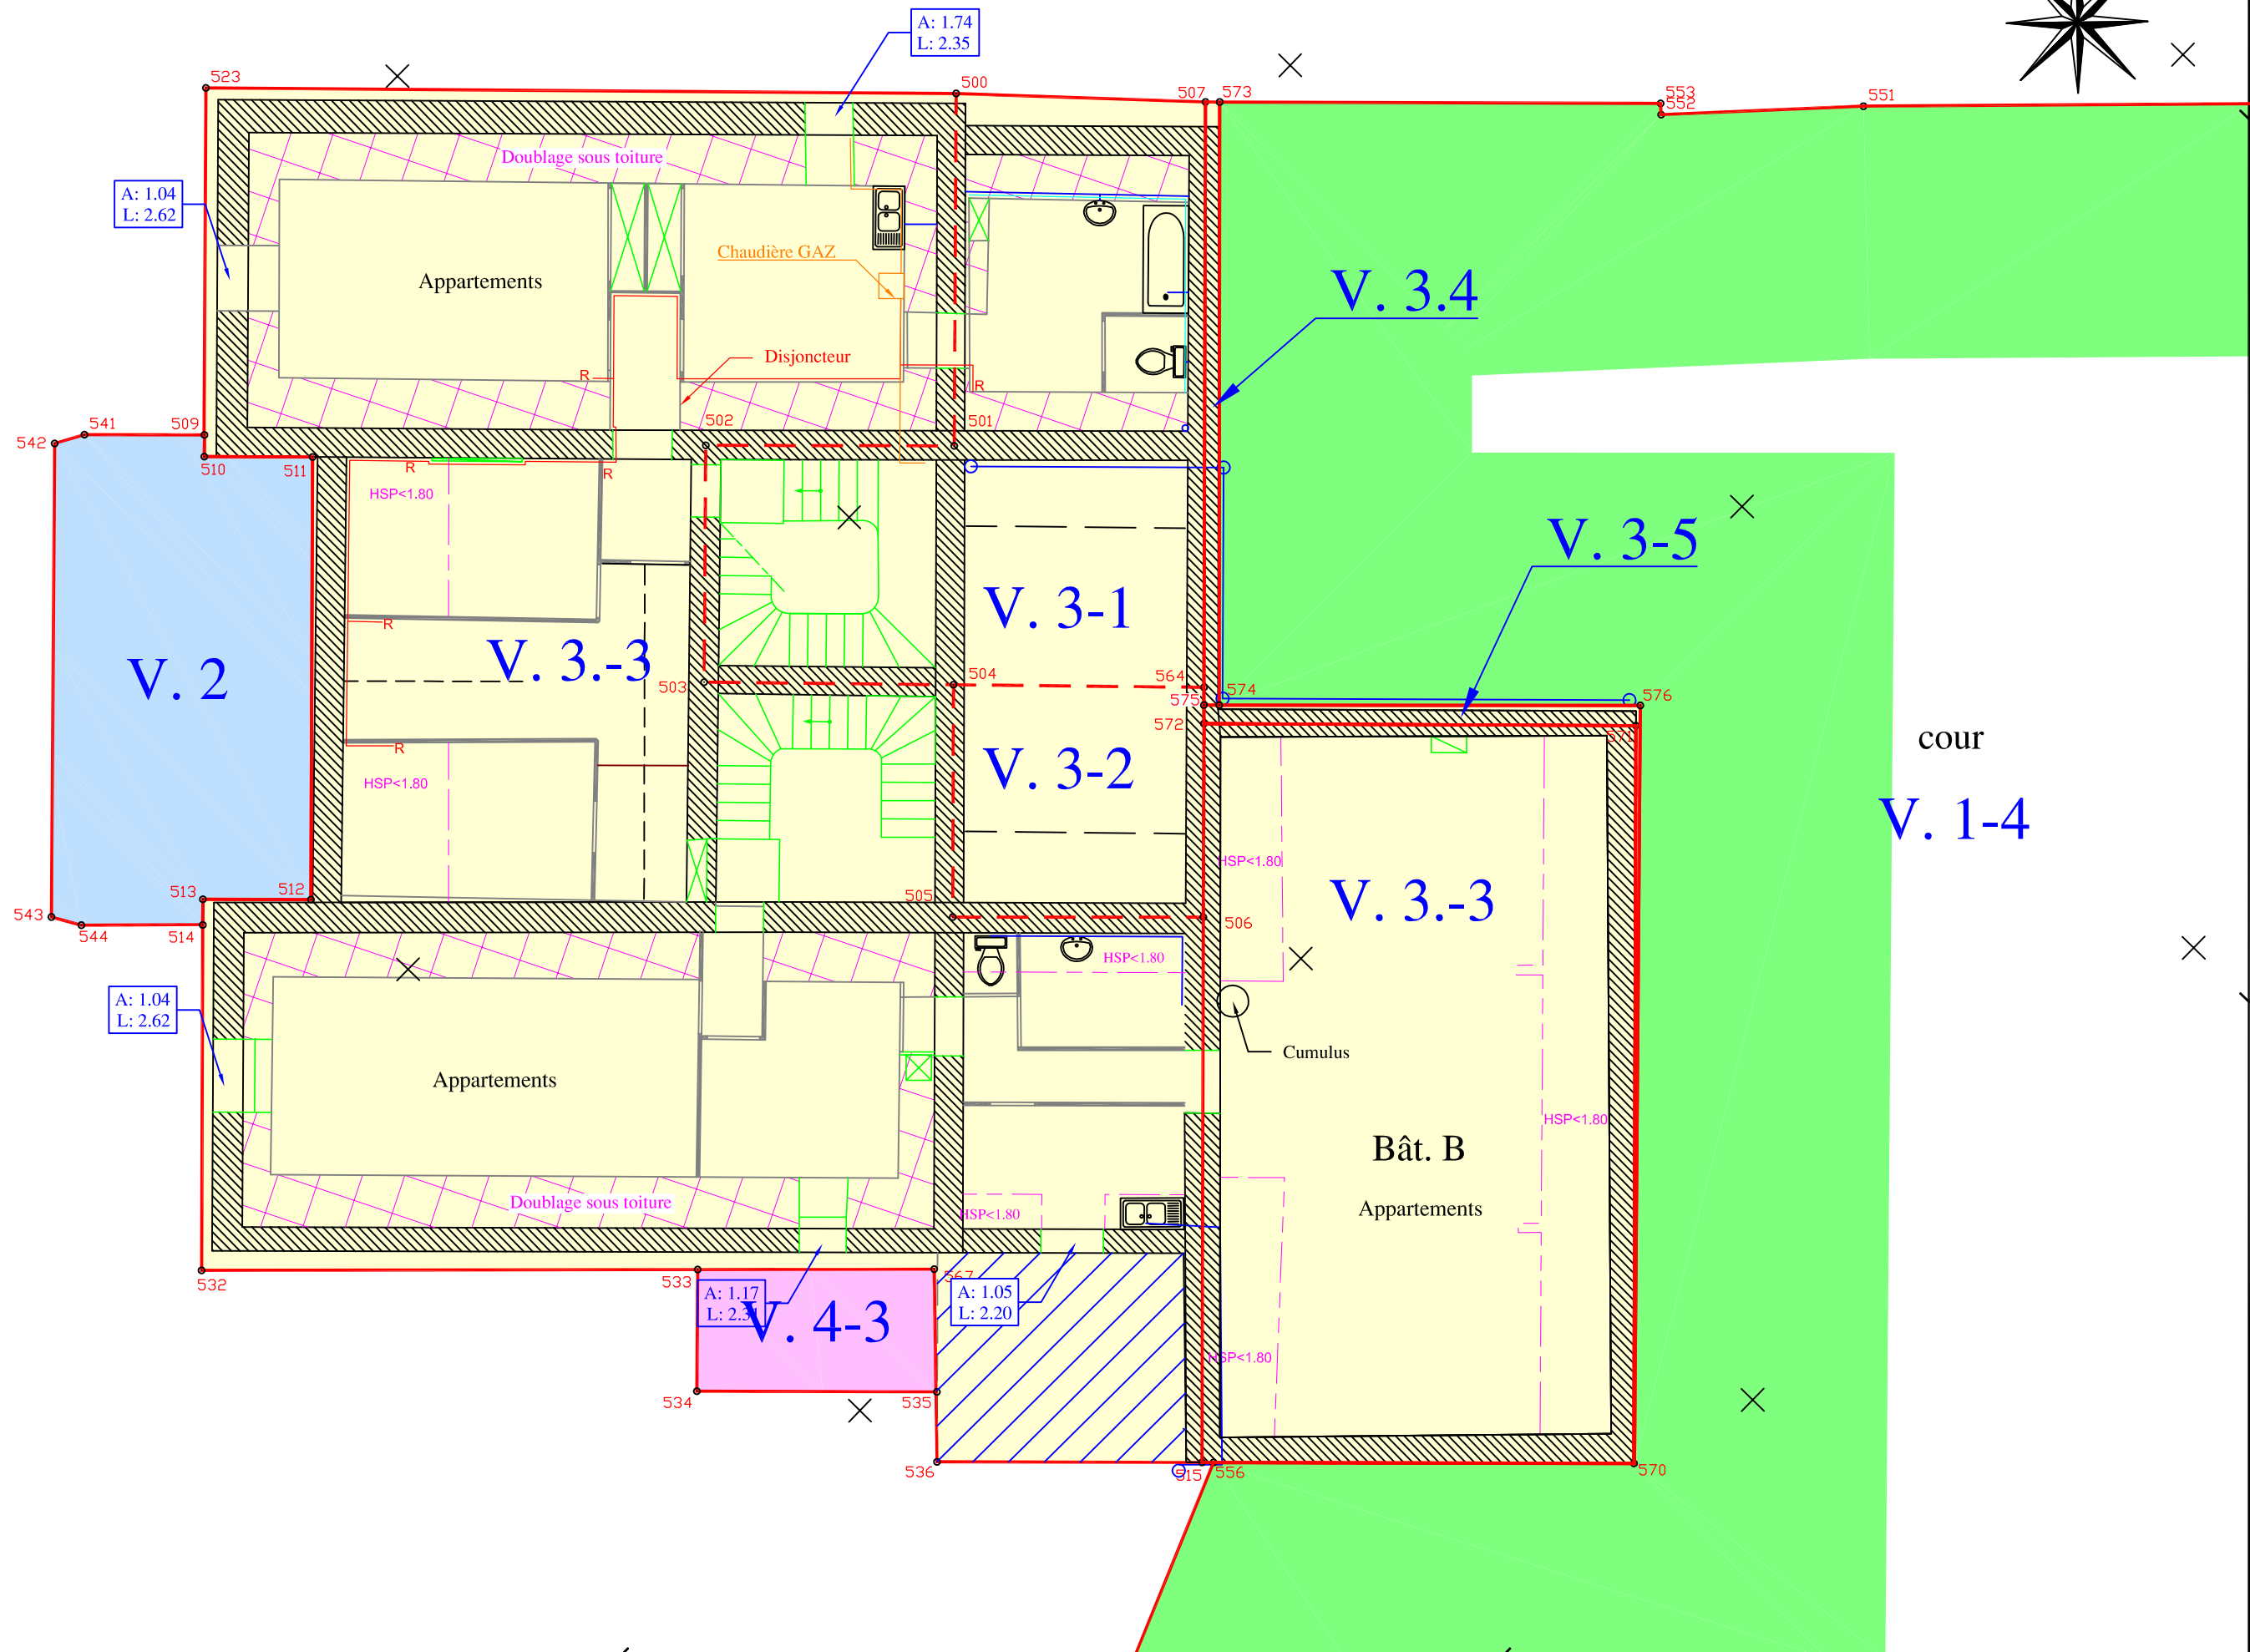 A: 1.74
L: 2.35
523
500
507
573
553
552
551
Doublage sous toiture
A: 1.04
L: 2.62
Chaudière GAZ
Appartements
V. 3.4
Disjoncteur
R
R
541
509
502
501
542
510
511
R
R
HSP<1.80
V. 3-5
V. 3-1
R
V. 3.-3
V. 2
503
504
564
574
575
576
572
571
cour
R
V. 3-2
HSP<1.80
V. 1-4
HSP<1.80
513
512
505
V. 3.-3
543
544
514
506
HSP<1.80
A: 1.04
L: 2.62
Cumulus
Appartements
HSP<1.80
Bât. B
Doublage sous toiture
HSP<1.80
Appartements
532
533
567
A: 1.17
L: 2.31
V. 4-3
A: 1.05
L: 2.20
HSP<1.80
534
535
536
515
556
570